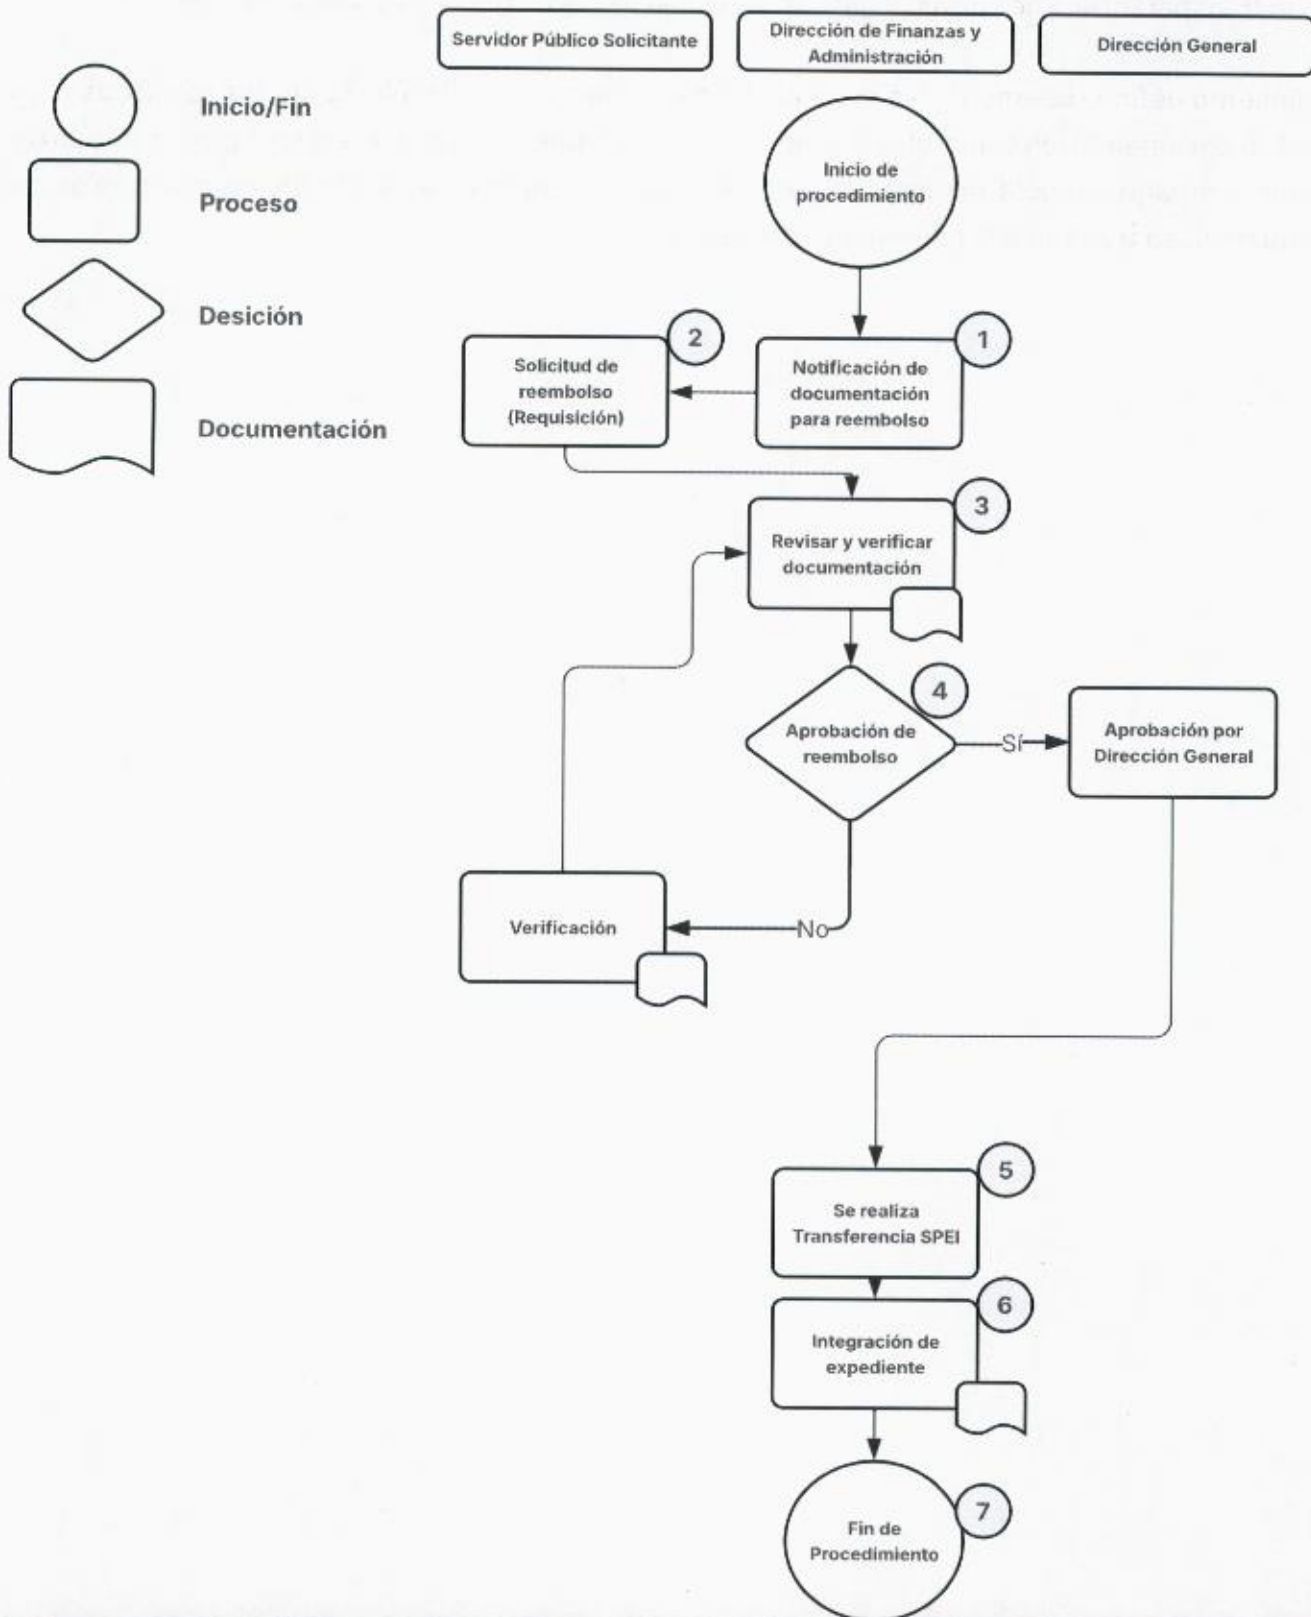 Servidor Público Solicitante
Dirección de Finanzas y
Administración
Dirección General
Inicio/Fin
Proceso
Desición
Documentación
Inicio de
procedimiento
1
Notificación de
documentación
para reembolso
2
Solicitud de
reembolso
(Requisición)
3
Revisar y verificar
documentación
4
Aprobación de
reembolso
Sí
Aprobación por
Dirección General
No
Verificación
5
Se realiza
Transferencia SPEI
6
Integración de
expediente
7
Fin de
Procedimiento